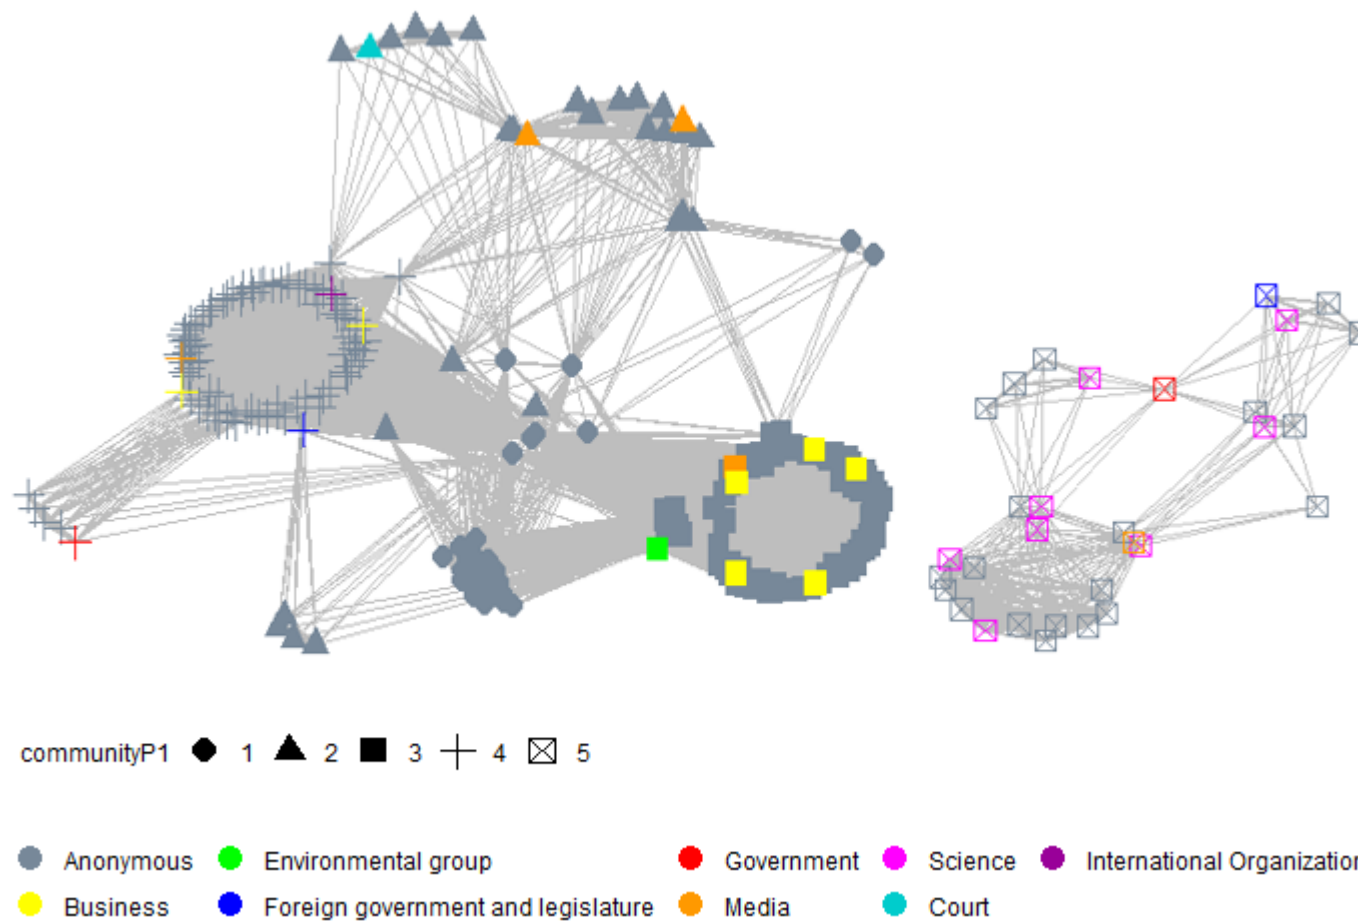 communityP1 1 2 3 4 5
Anonymous Environmental group Government Science International Organization
Business Foreign government and legislature Media Court